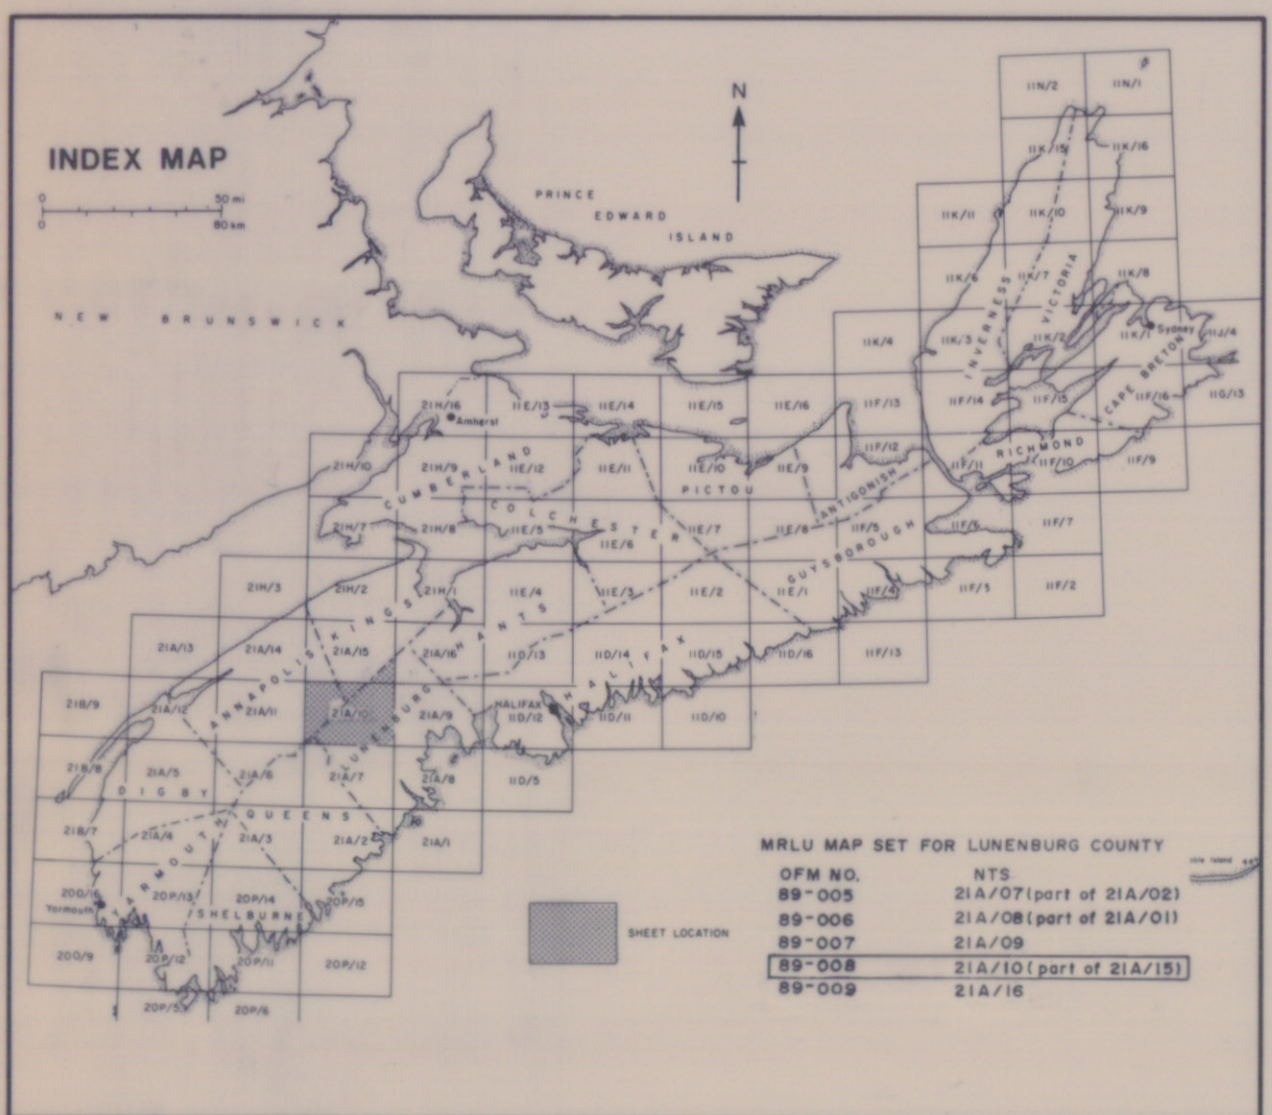 INDEX MAP
0 50 mi
0 80 km
N
PRINCE
EDWARD
ISLAND
NEW BRUNSWICK
11N/2 11N/1
11K/15 11K/16
11K/11 11K/10 11K/9
11K/6 11K/7 11K/8
INVERNESS
VICTORIA
11K/4 11K/3 11K/2 11K/1 Sydney 11J/4
CAPE BRETON
21H/16 11E/13 11E/14 11E/15 11E/16 11F/13 11F/14 11F/15 11F/16 11G/13
Amherst
RICHMOND
21H/10 21H/9 11E/12 11E/11 11E/10 11E/9 11F/12 11F/11 11F/10 11F/9
CUMBERLAND
PICTOU
ANTIGONISH
COLCHESTER
21H/7 21H/8 11E/5 11E/6 11E/7 11E/8 11F/5 11F/6 11F/7
GUYSBOROUGH
21H/3 21H/2 21H/1 11E/4 11E/3 11E/2 11E/1 11F/4 11F/3 11F/2
KINGS
HANTS
21A/13 21A/14 21A/15 21A/16 11D/13 11D/14 11D/15 11D/16 11F/13
ANNAPOLIS
HALIFAX
21B/9 21A/12 21A/11 21A/10 21A/9 HALIFAX 11D/12 11D/11 11D/10
LUNENBURG
21B/8 21A/5 21A/6 21A/7 21A/8 11D/5
DIGBY
QUEENS
21B/7 21A/4 21A/3 21A/2 21A/1
YARMOUTH
20O/16 20P/13 20P/14 20P/15
Yarmouth
SHELBURNE
20O/9 20P/12 20P/11 20P/12
20P/5 20P/6
SHEET LOCATION
MRLU MAP SET FOR LUNENBURG COUNTY
OFM NO. NTS
89-005 21A/07(part of 21A/02)
89-006 21A/08(part of 21A/01)
89-007 21A/09
89-008 21A/10(part of 21A/15)
89-009 21A/16
Island